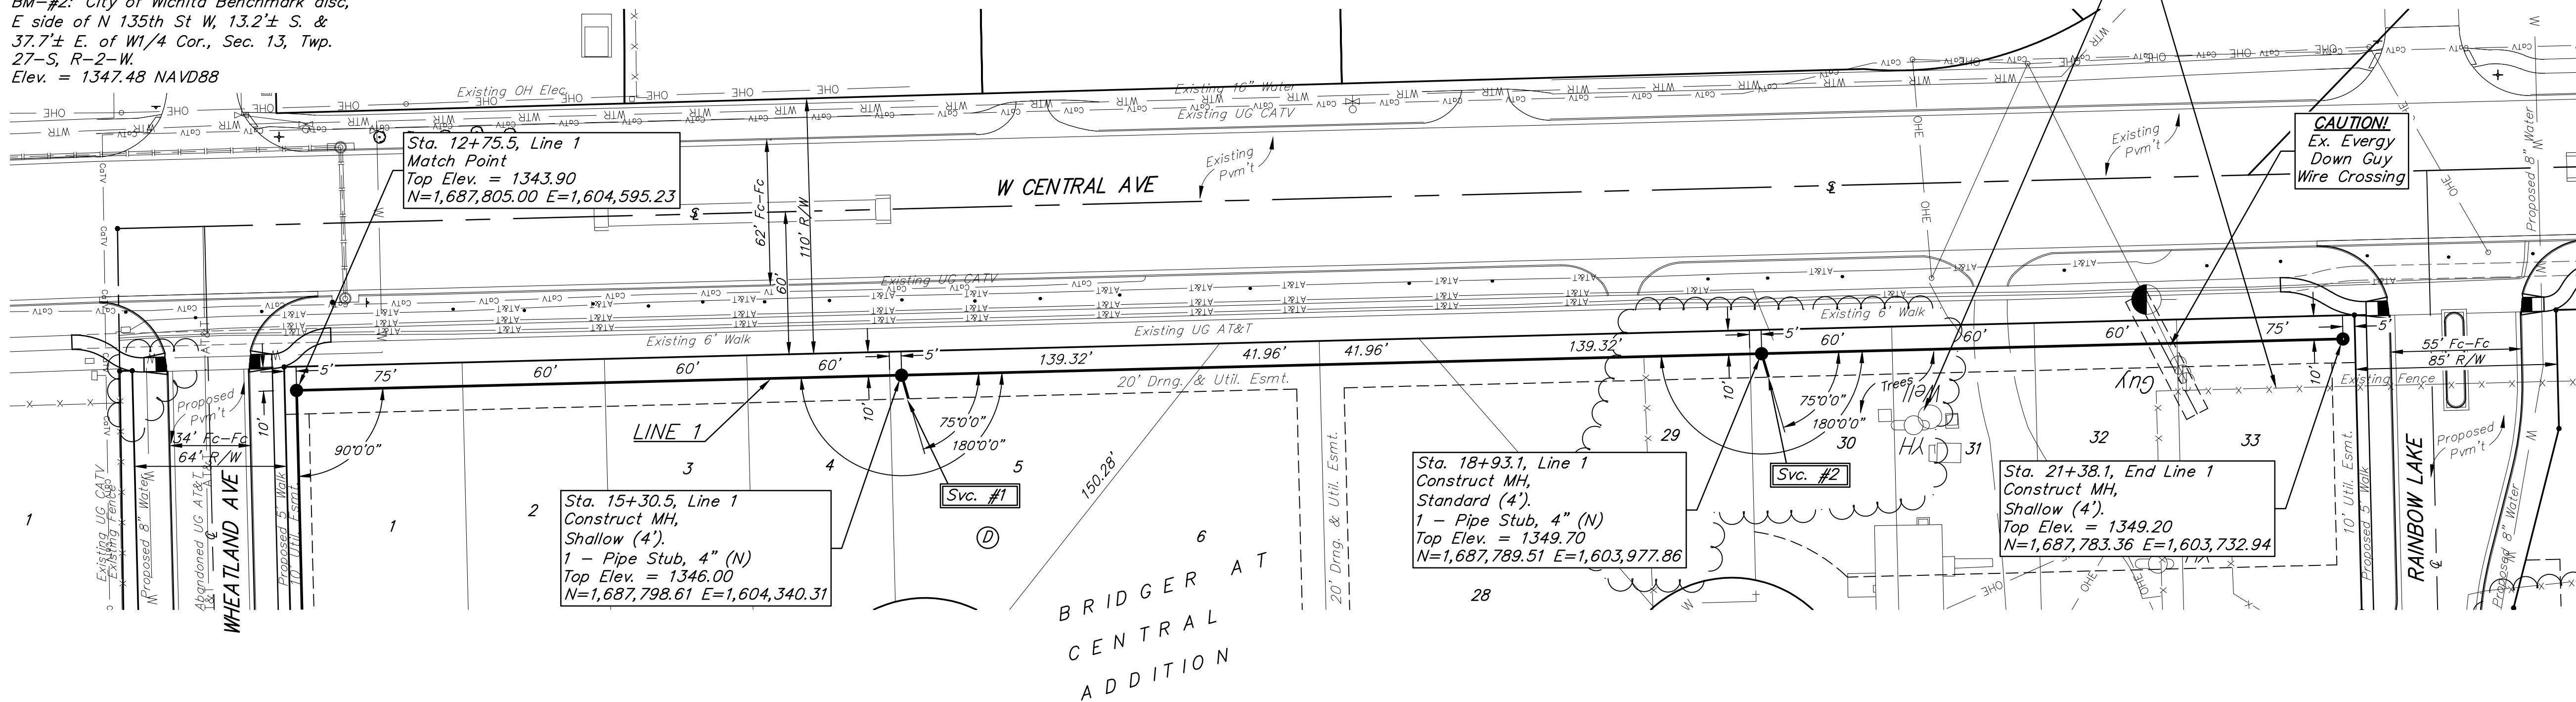 BM-#2: City of Wichita Benchmark disc,
E side of N 135th St W, 13.2'± S. &
37.7'± E. of W1/4 Cor., Sec. 13, Twp.
27-S, R-2-W.
Elev. = 1347.48 NAVD88
Existing OH Elec.
Existing 16" Water
Existing UG CATV
Sta. 12+75.5, Line 1
Match Point
Top Elev. = 1343.90
N=1,687,805.00 E=1,604,595.23
CAUTION!
Ex. Evergy
Down Guy
Wire Crossing
Existing
Pvm't
Existing
Pvm't
Proposed 8" Water
W CENTRAL AVE
62' Fc-Fc
110' R/W
60'
Existing UG CATV
Existing 6' Walk
Existing UG AT&T
Existing 6' Walk
5'
75'
60'
60'
60'
5'
139.32'
41.96'
41.96'
139.32'
5'
60'
60'
60'
75'
5'
55' Fc-Fc
85' R/W
20' Drng. & Util. Esmt.
Existing Fence
Trees
Well
Guy
YH
10'
10'
10'
10'
Proposed
Pvm't
34' Fc-Fc
64' R/W
90°0'0"
LINE 1
75°0'0"
180°0'0"
75°0'0"
180°0'0"
1
1
2
3
4
5
6
28
29
30
31
32
33
D
150.28'
Svc. #1
Svc. #2
Sta. 15+30.5, Line 1
Construct MH,
Shallow (4').
1 - Pipe Stub, 4" (N)
Top Elev. = 1346.00
N=1,687,798.61 E=1,604,340.31
Sta. 18+93.1, Line 1
Construct MH,
Standard (4').
1 - Pipe Stub, 4" (N)
Top Elev. = 1349.70
N=1,687,789.51 E=1,603,977.86
Sta. 21+38.1, End Line 1
Construct MH,
Shallow (4').
Top Elev. = 1349.20
N=1,687,783.36 E=1,603,732.94
Existing UG CATV
Existing Fence
Proposed 8" Water
Abandoned UG AT&T
WHEATLAND AVE
Proposed 5' Walk
10' Util. Esmt.
20' Drng. & Util. Esmt.
10' Util. Esmt.
Proposed 5' Walk
RAINBOW LAKE
Proposed
Pvm't
Proposed 8" Water
BRIDGER AT
CENTRAL
ADDITION